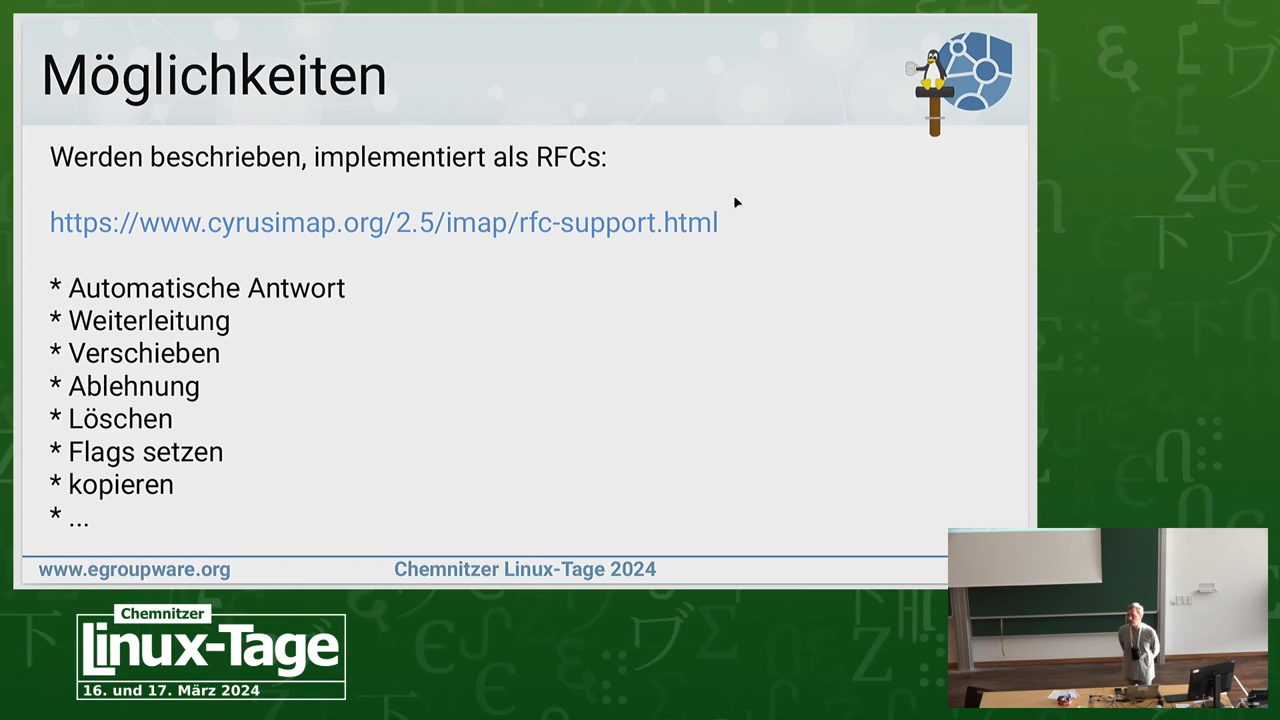 Möglichkeiten
Werden beschrieben, implementiert als RFCs:
https://www.cyrusimap.org/2.5/imap/rfc-support.html
* Automatische Antwort
* Weiterleitung
* Verschieben
* Ablehnung
* Löschen
* Flags setzen
* kopieren
* ...
www.egroupware.org
Chemnitzer Linux-Tage 2024
Chemnitzer
Linux-Tage
16. und 17. März 2024